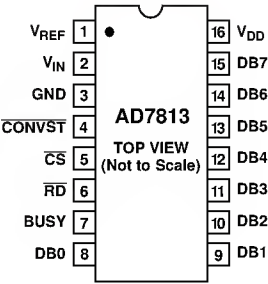 VREF 1 16 VDD
VIN 2 15 DB7
GND 3 14 DB6
CONVST 4 AD7813 13 DB5
CS 5 TOP VIEW 12 DB4
(Not to Scale)
RD 6 11 DB3
BUSY 7 10 DB2
DB0 8 9 DB1